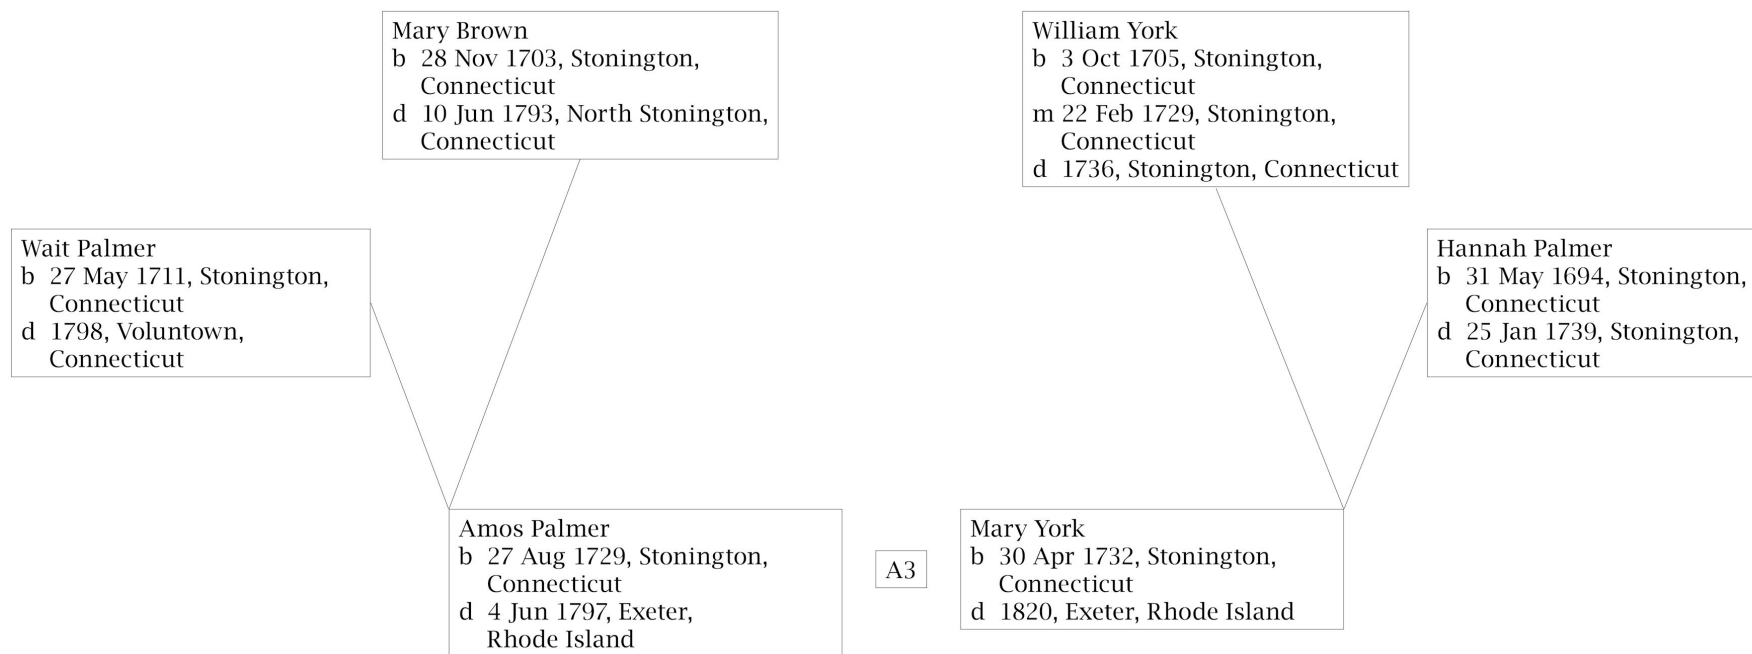 Mary Brown
b 28 Nov 1703, Stonington,
Connecticut
d 10 Jun 1793, North Stonington,
Connecticut
William York
b 3 Oct 1705, Stonington,
Connecticut
m 22 Feb 1729, Stonington,
Connecticut
d 1736, Stonington, Connecticut
Wait Palmer
b 27 May 1711, Stonington,
Connecticut
d 1798, Voluntown,
Connecticut
Hannah Palmer
b 31 May 1694, Stonington,
Connecticut
d 25 Jan 1739, Stonington,
Connecticut
Amos Palmer
b 27 Aug 1729, Stonington,
Connecticut
d 4 Jun 1797, Exeter,
Rhode Island
A3
Mary York
b 30 Apr 1732, Stonington,
Connecticut
d 1820, Exeter, Rhode Island